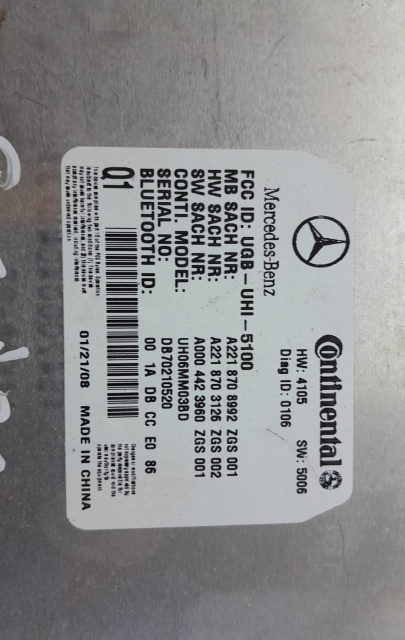 Mercedes-Benz
Continental
HW: 4105 SW: 5006
Diag ID: 0106
FCC ID: UGB-UHI-5100
MB SACH NR: A221 870 8992 ZGS 001
HW SACH NR: A221 870 3126 ZGS 002
SW SACH NR: A000 442 3960 ZGS 001
CONTI. MODEL: UH06MM03BD
SERIAL NO: DB70210520
BLUETOOTH ID: 00 1A DB CC E0 86
Q1
01/21/08 MADE IN CHINA